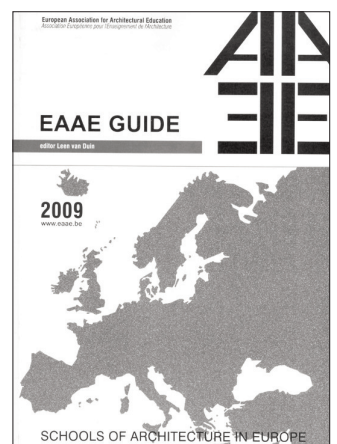 European Association for Architectural Education
Association Européenne pour l'Enseignement de l'Architecture
EAAE GUIDE
editor Leen van Duin
2009
www.eaae.be
SCHOOLS OF ARCHITECTURE IN EUROPE